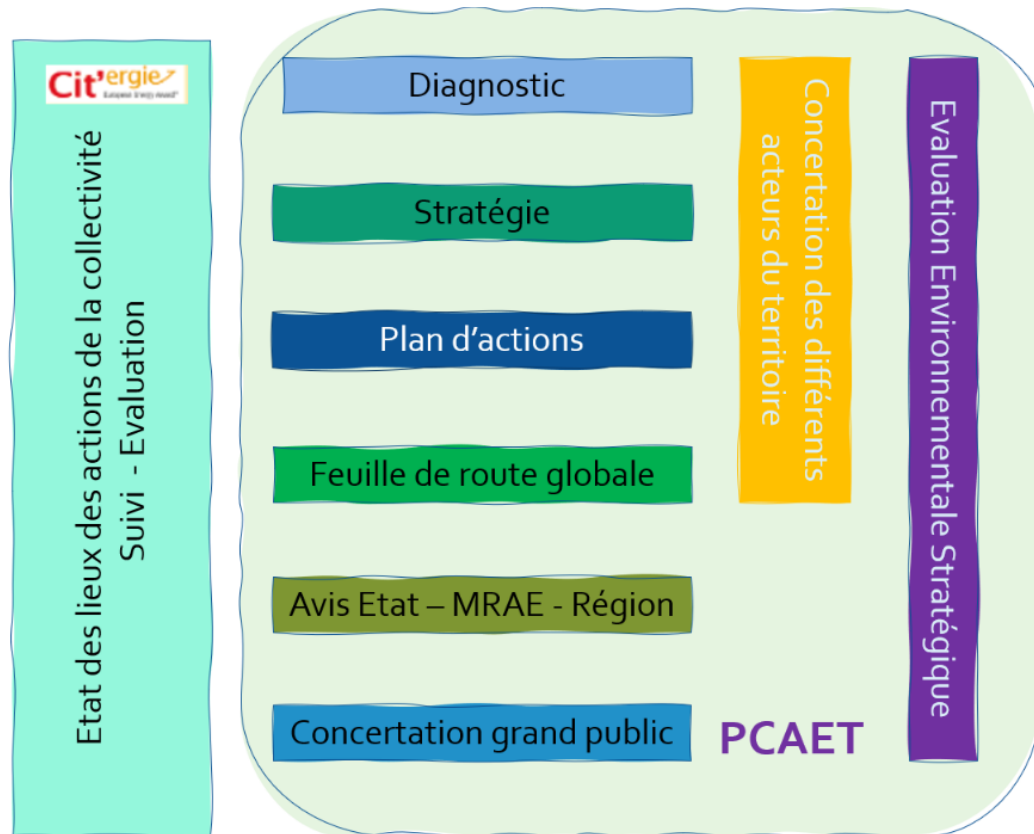 Cit'ergie
European Energy Award
Etat des lieux des actions de la collectivité
Suivi - Evaluation
Diagnostic
Stratégie
Plan d'actions
Feuille de route globale
Avis Etat – MRAE - Région
Concertation grand public
Concertation des différents
acteurs du territoire
Evaluation Environnementale Stratégique
PCAET